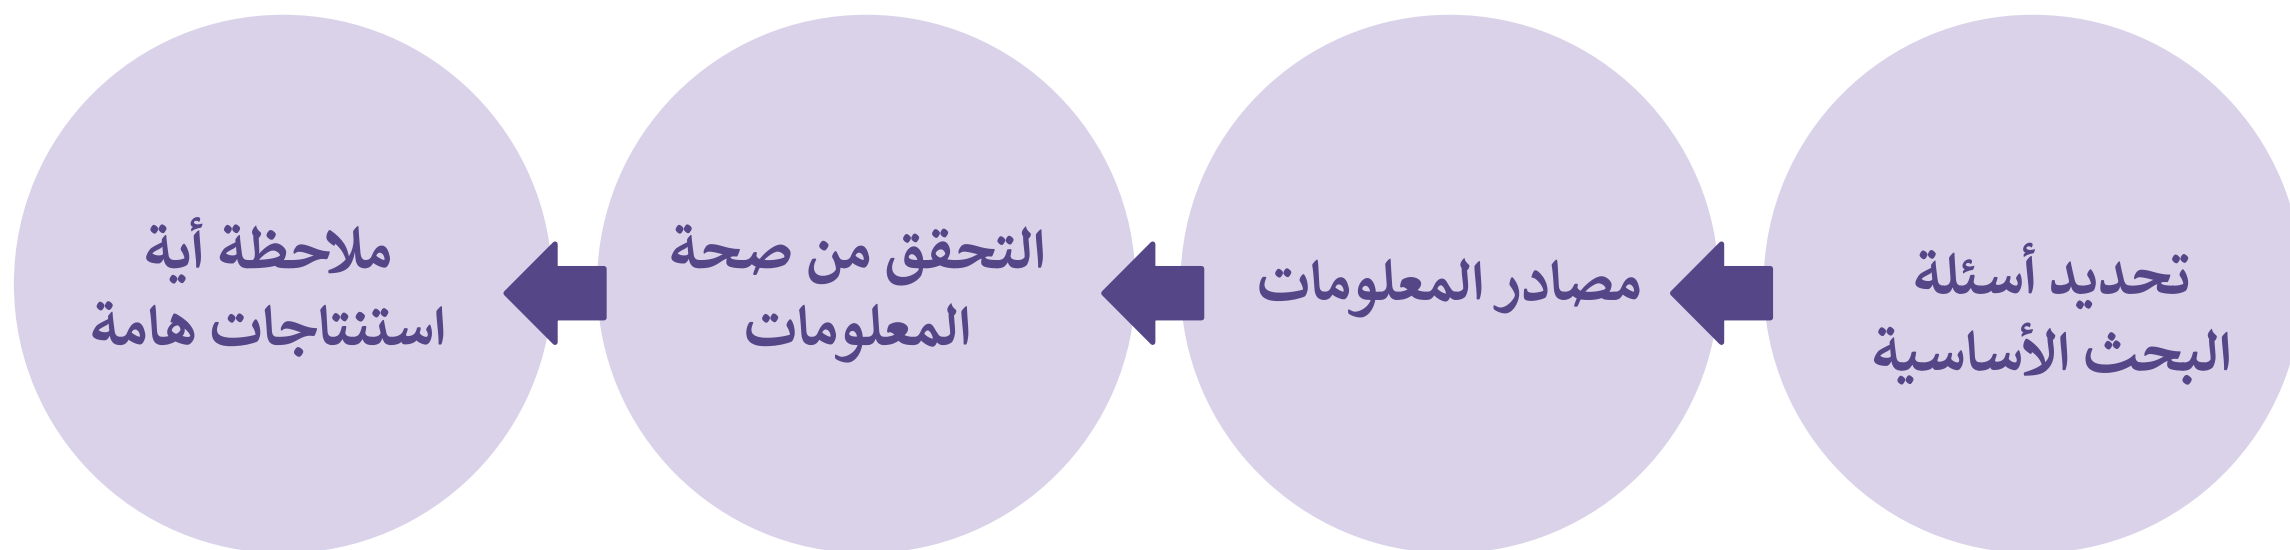 تحديد أسئلة
البحث الأساسية
مصادر المعلومات
التحقق من صحة
المعلومات
ملاحظة أية
استنتاجات هامة